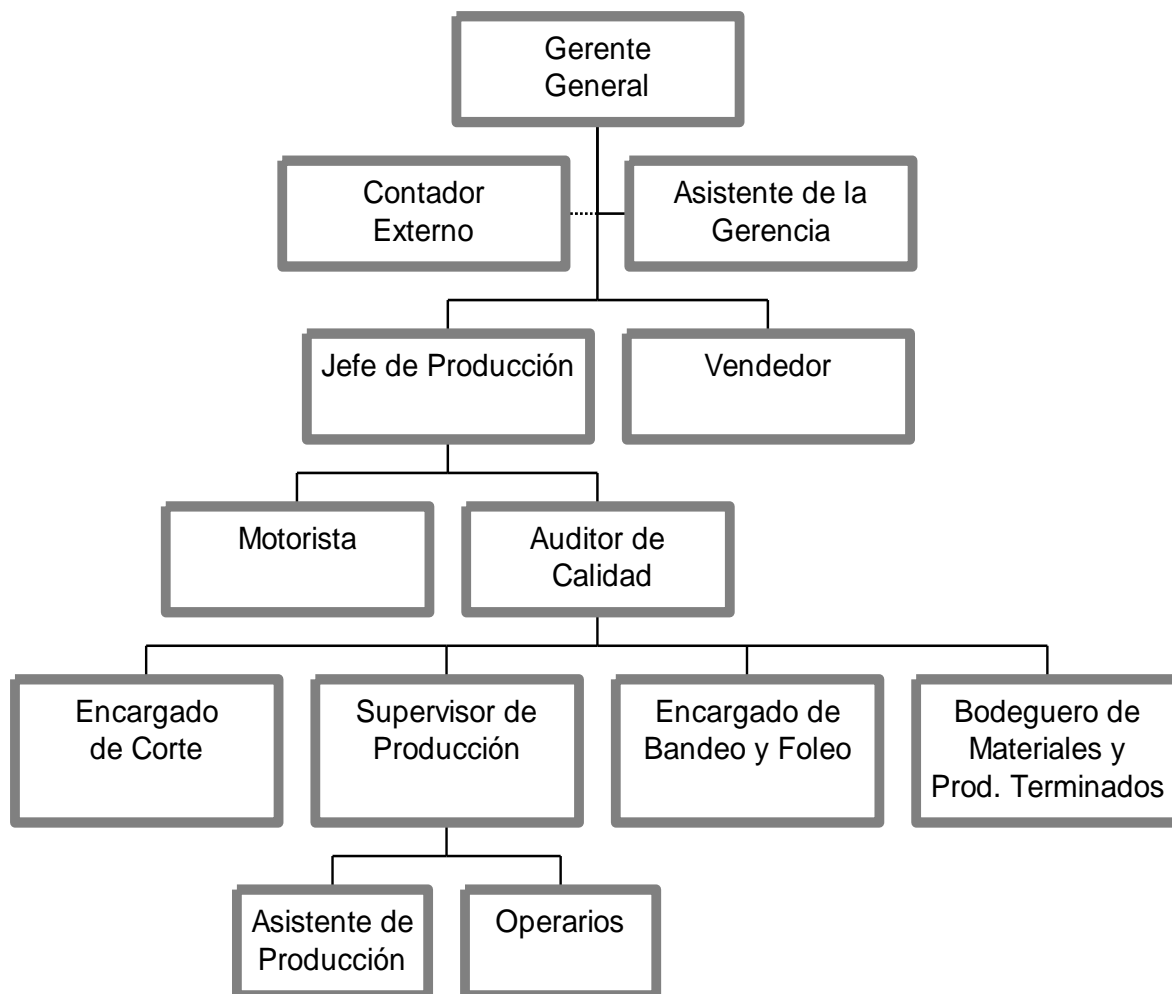 Gerente
General
Contador
Externo
Asistente de la
Gerencia
Jefe de Producción
Vendedor
Motorista
Auditor de
Calidad
Encargado
de Corte
Supervisor de
Producción
Encargado de
Bandeo y Foleo
Bodeguero de
Materiales y
Prod. Terminados
Asistente de
Producción
Operarios